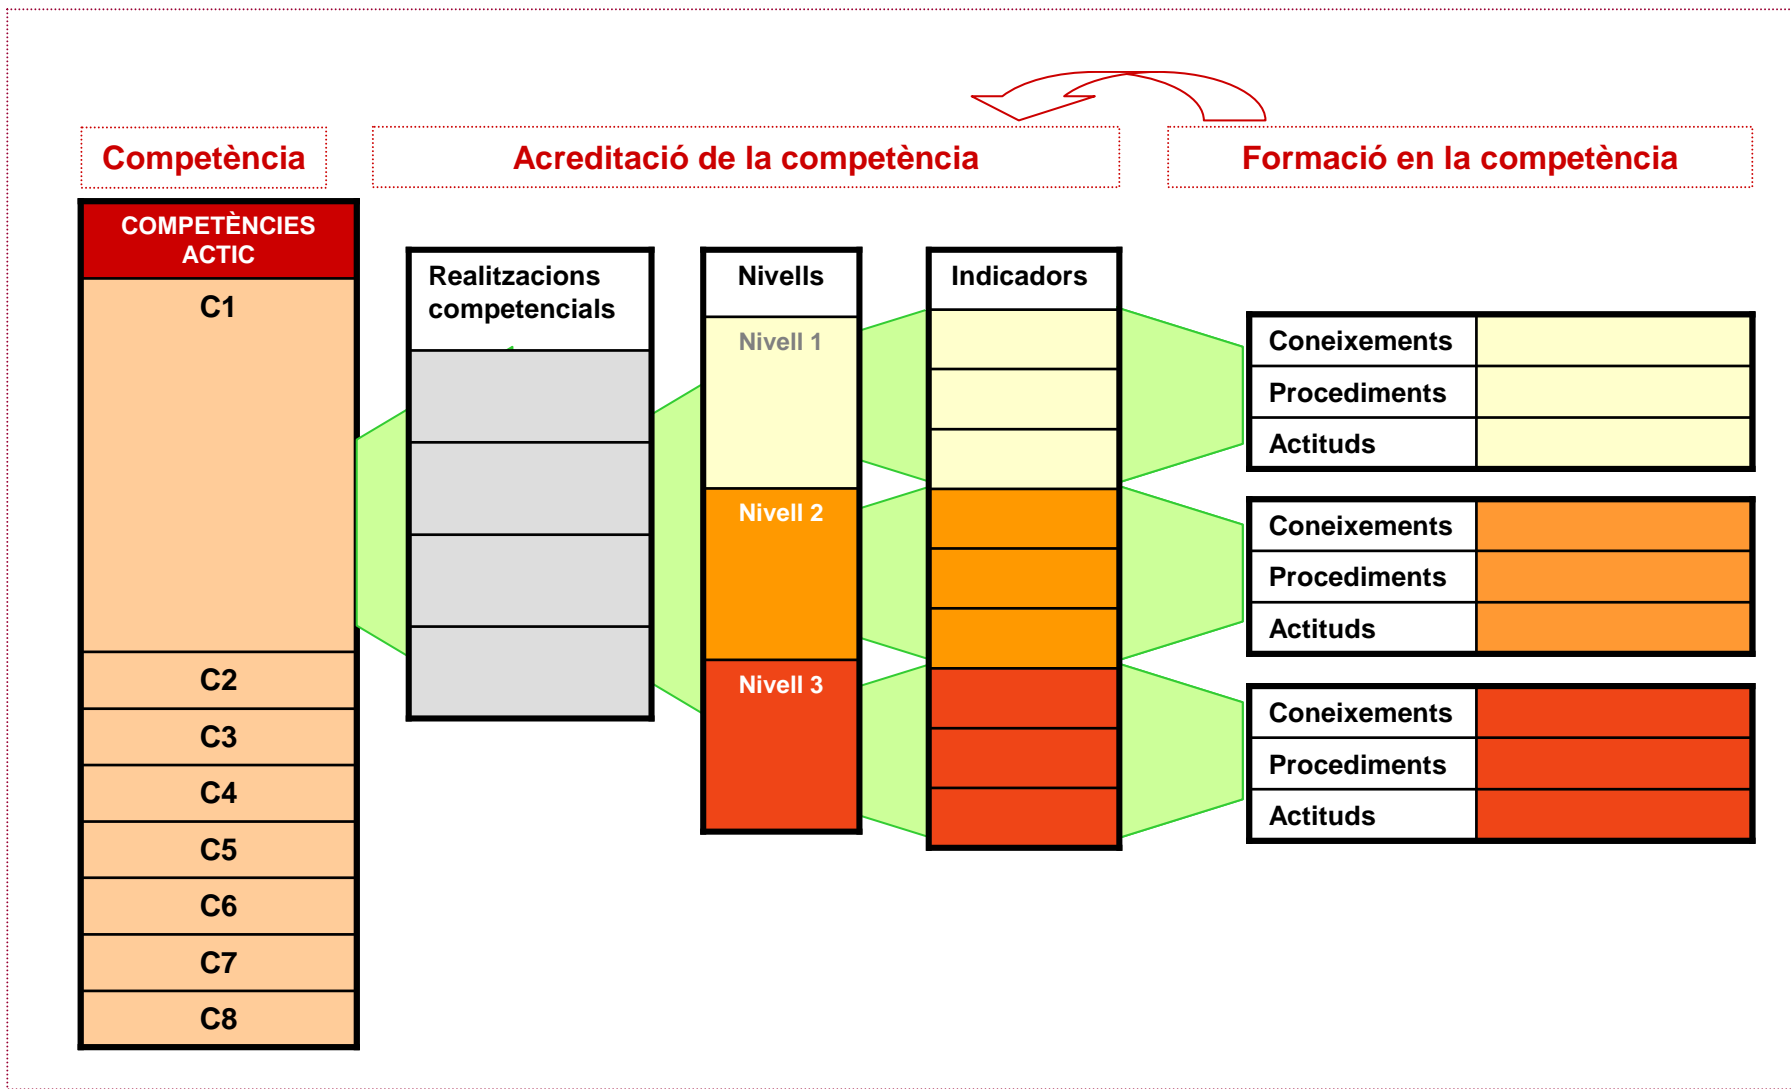 Competència
Acreditació de la competència
Formació en la competència
COMPETÈNCIES
ACTIC
C1
C2
C3
C4
C5
C6
C7
C8
Realitzacions
competencials
Nivells
Nivell 1
Nivell 2
Nivell 3
Indicadors
Coneixements
Procediments
Actituds
Coneixements
Procediments
Actituds
Coneixements
Procediments
Actituds